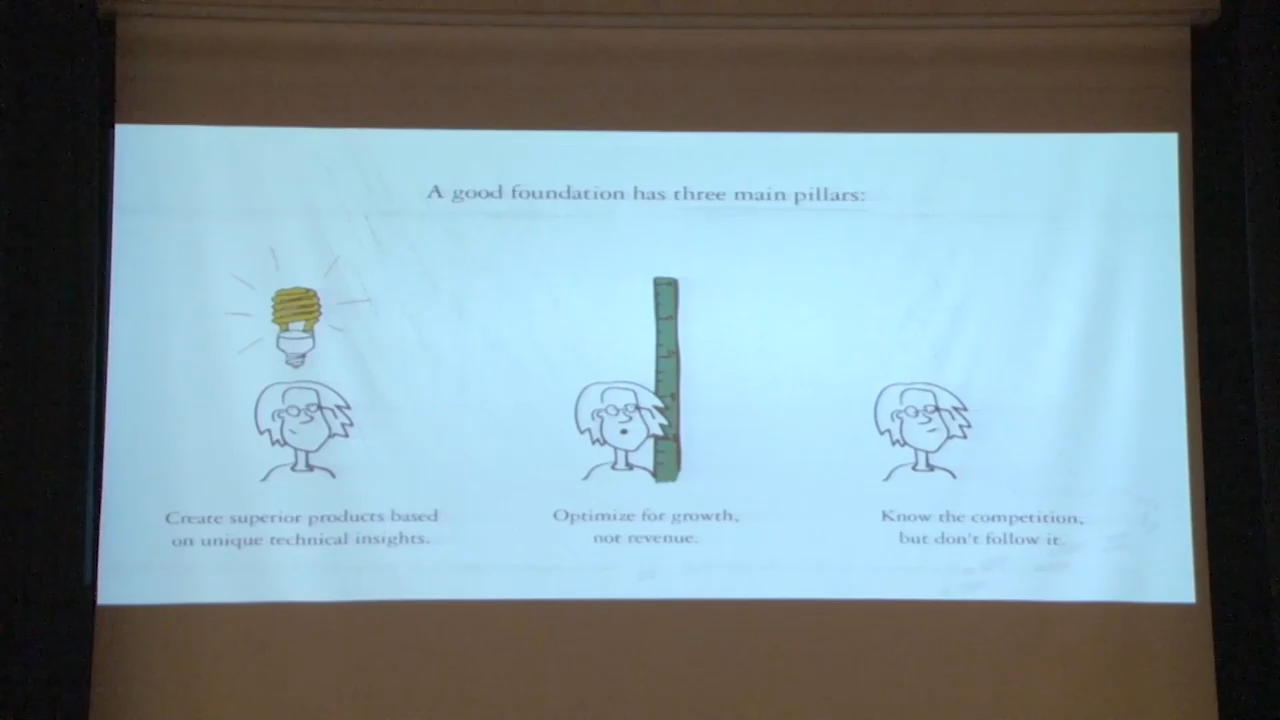 A good foundation has three main pillars:
Create superior products based
on unique technical insights.
Optimize for growth,
not revenue.
Know the competition,
but don't follow it.